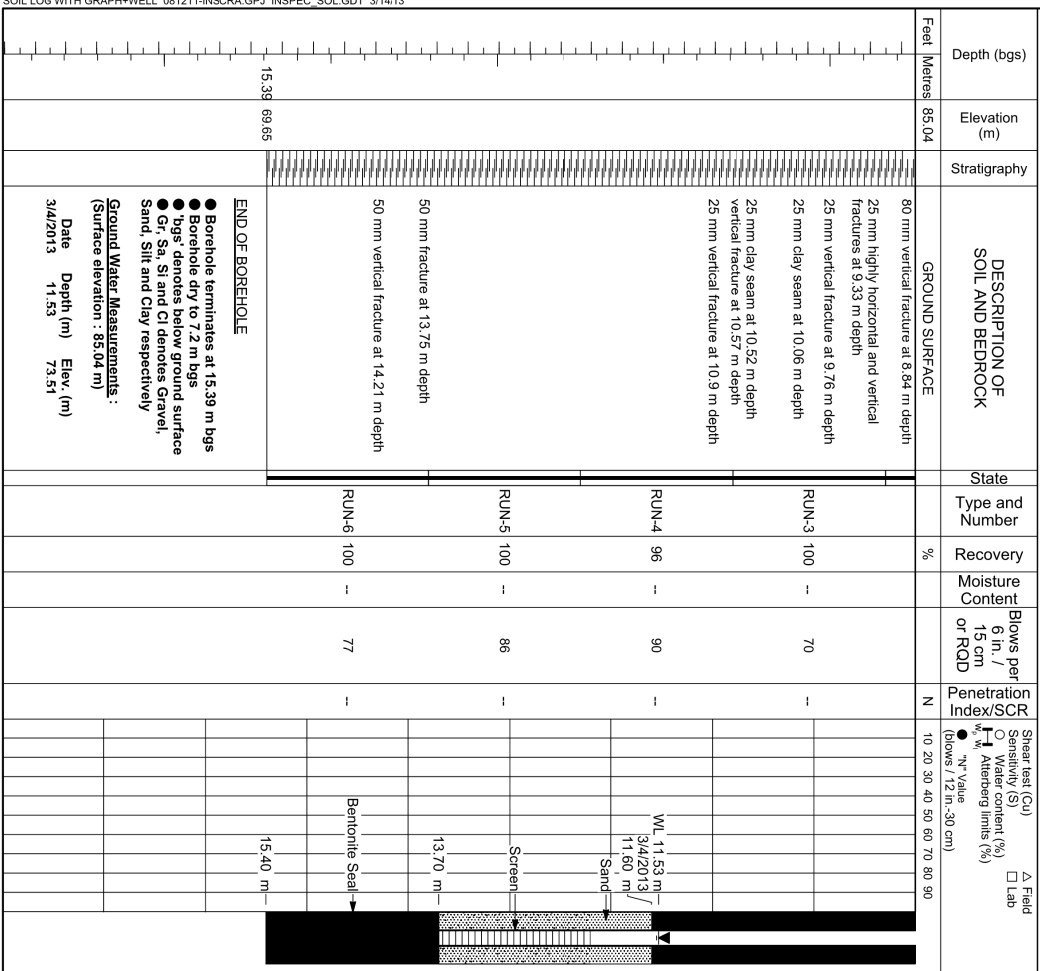 SOIL LOG WITH GRAPH+WELL 081211-INSCRA.GPJ INSPEC_SOL.GDT 3/14/13
Depth (bgs)
Elevation
(m)
Stratigraphy
DESCRIPTION OF
SOIL AND BEDROCK
State
Type and
Number
Recovery
Moisture
Content
Blows per
6 in. /
15 cm
or RQD
Penetration
Index/SCR
Shear test (Cu)
Sensitivity (S)
△ Field
□ Lab
○ Water content (%)
Wp Wl Atterberg limits (%)
● "N" Value
(blows / 12 in.-30 cm)
Feet Metres 85.04 GROUND SURFACE % N 10 20 30 40 50 60 70 80 90
80 mm vertical fracture at 8.84 m depth
25 mm highly horizontal and vertical
fractures at 9.33 m depth
25 mm vertical fracture at 9.76 m depth
RUN-3 100 -- 70 --
25 mm clay seam at 10.06 m depth
25 mm clay seam at 10.52 m depth
vertical fracture at 10.57 m depth
25 mm vertical fracture at 10.9 m depth
RUN-4 96 -- 90 --
WL 11.53 m
3/4/2013
11.60 m
Sand
RUN-5 100 -- 86 --
Screen
13.70 m
50 mm fracture at 13.75 m depth
50 mm vertical fracture at 14.21 m depth
RUN-6 100 -- 77 --
Bentonite Seal
15.39 69.65
15.40 m
END OF BOREHOLE
● Borehole terminates at 15.39 m bgs
● Borehole dry to 7.2 m bgs
● 'bgs' denotes below ground surface
● Gr, Sa, Si and Cl denotes Gravel,
Sand, Silt and Clay respectively
Ground Water Measurements :
(Surface elevation : 85.04 m)
Date Depth (m) Elev. (m)
3/4/2013 11.53 73.51